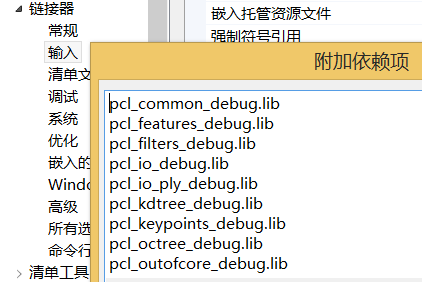 链接器
常规
输入
清单文
调试
系统
优化
嵌入的
Windo
高级
所有选
命令行
清单工具
嵌入托管资源文件
强制符号引用
附加依赖项
pcl_common_debug.lib
pcl_features_debug.lib
pcl_filters_debug.lib
pcl_io_debug.lib
pcl_io_ply_debug.lib
pcl_kdtree_debug.lib
pcl_keypoints_debug.lib
pcl_octree_debug.lib
pcl_outofcore_debug.lib